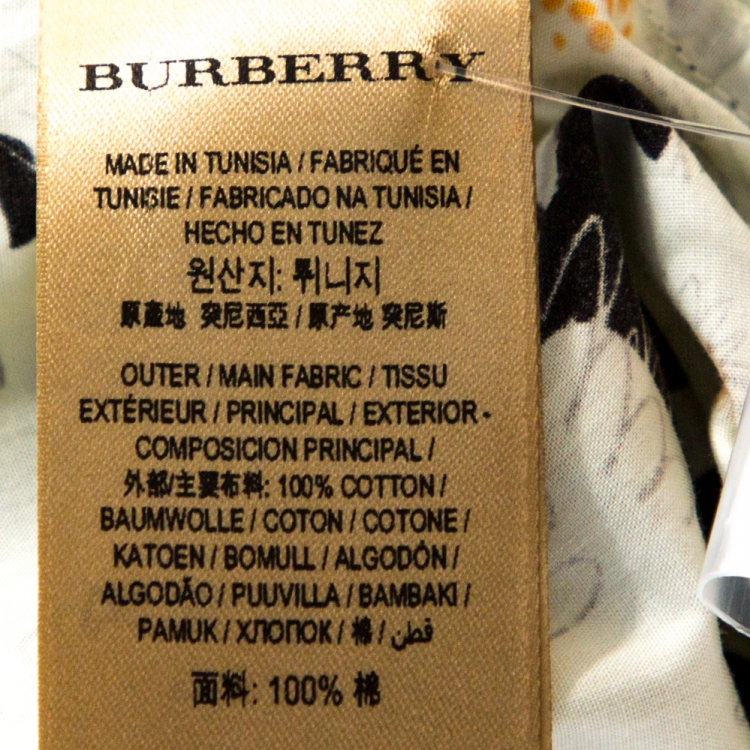 BURBERRY
MADE IN TUNISIA / FABRIQUÉ EN
TUNISIE / FABRICADO NA TUNISIA /
HECHO EN TUNEZ
원산지: 튀니지
原產地 突尼西亞 / 原产地 突尼斯
OUTER / MAIN FABRIC / TISSU
EXTÉRIEUR / PRINCIPAL / EXTERIOR -
COMPOSICION PRINCIPAL /
外部/主要布料: 100% COTTON /
BAUMWOLLE / COTON / COTONE /
KATOEN / BOMULL / ALGODÓN /
ALGODÃO / PUUVILLA / BAMBAKI /
PAMUK / ХЛОПОК / 棉 / قطن
面料: 100% 棉